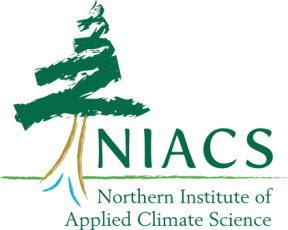 NIACS
Northern Institute of
Applied Climate Science